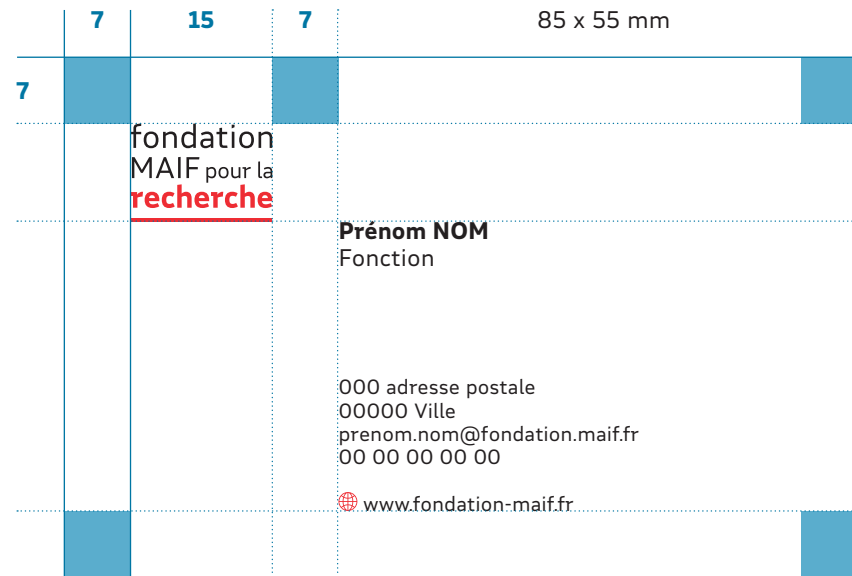 7 15 7 85 x 55 mm
7
fondation
MAIF pour la
recherche
Prénom NOM
Fonction
000 adresse postale
00000 Ville
prenom.nom@fondation.maif.fr
00 00 00 00 00
www.fondation-maif.fr